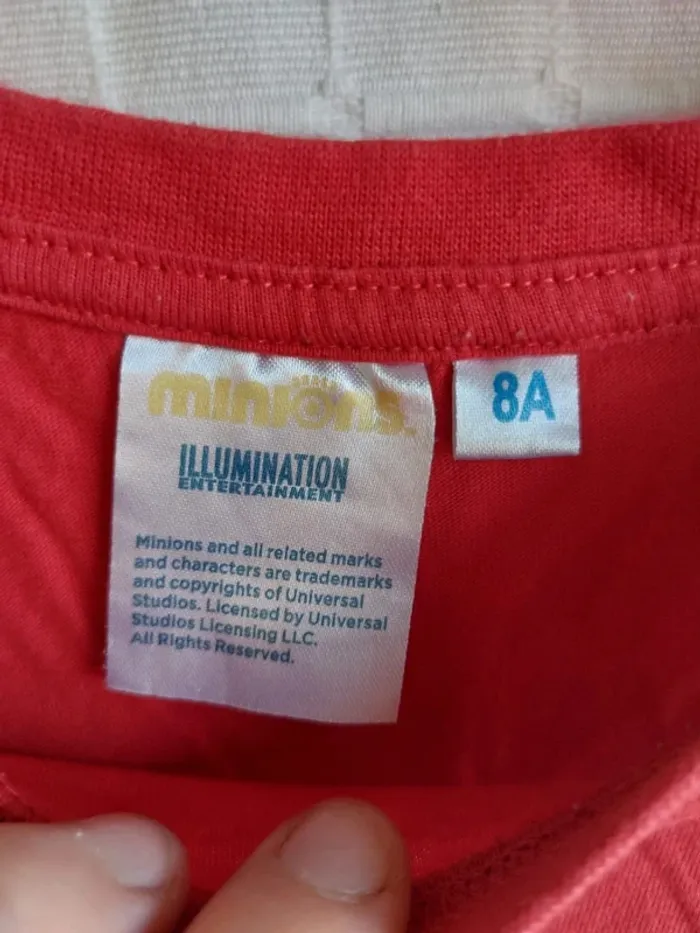 minions
8A
ILLUMINATION
ENTERTAINMENT
Minions and all related marks
and characters are trademarks
and copyrights of Universal
Studios. Licensed by Universal
Studios Licensing LLC.
All Rights Reserved.